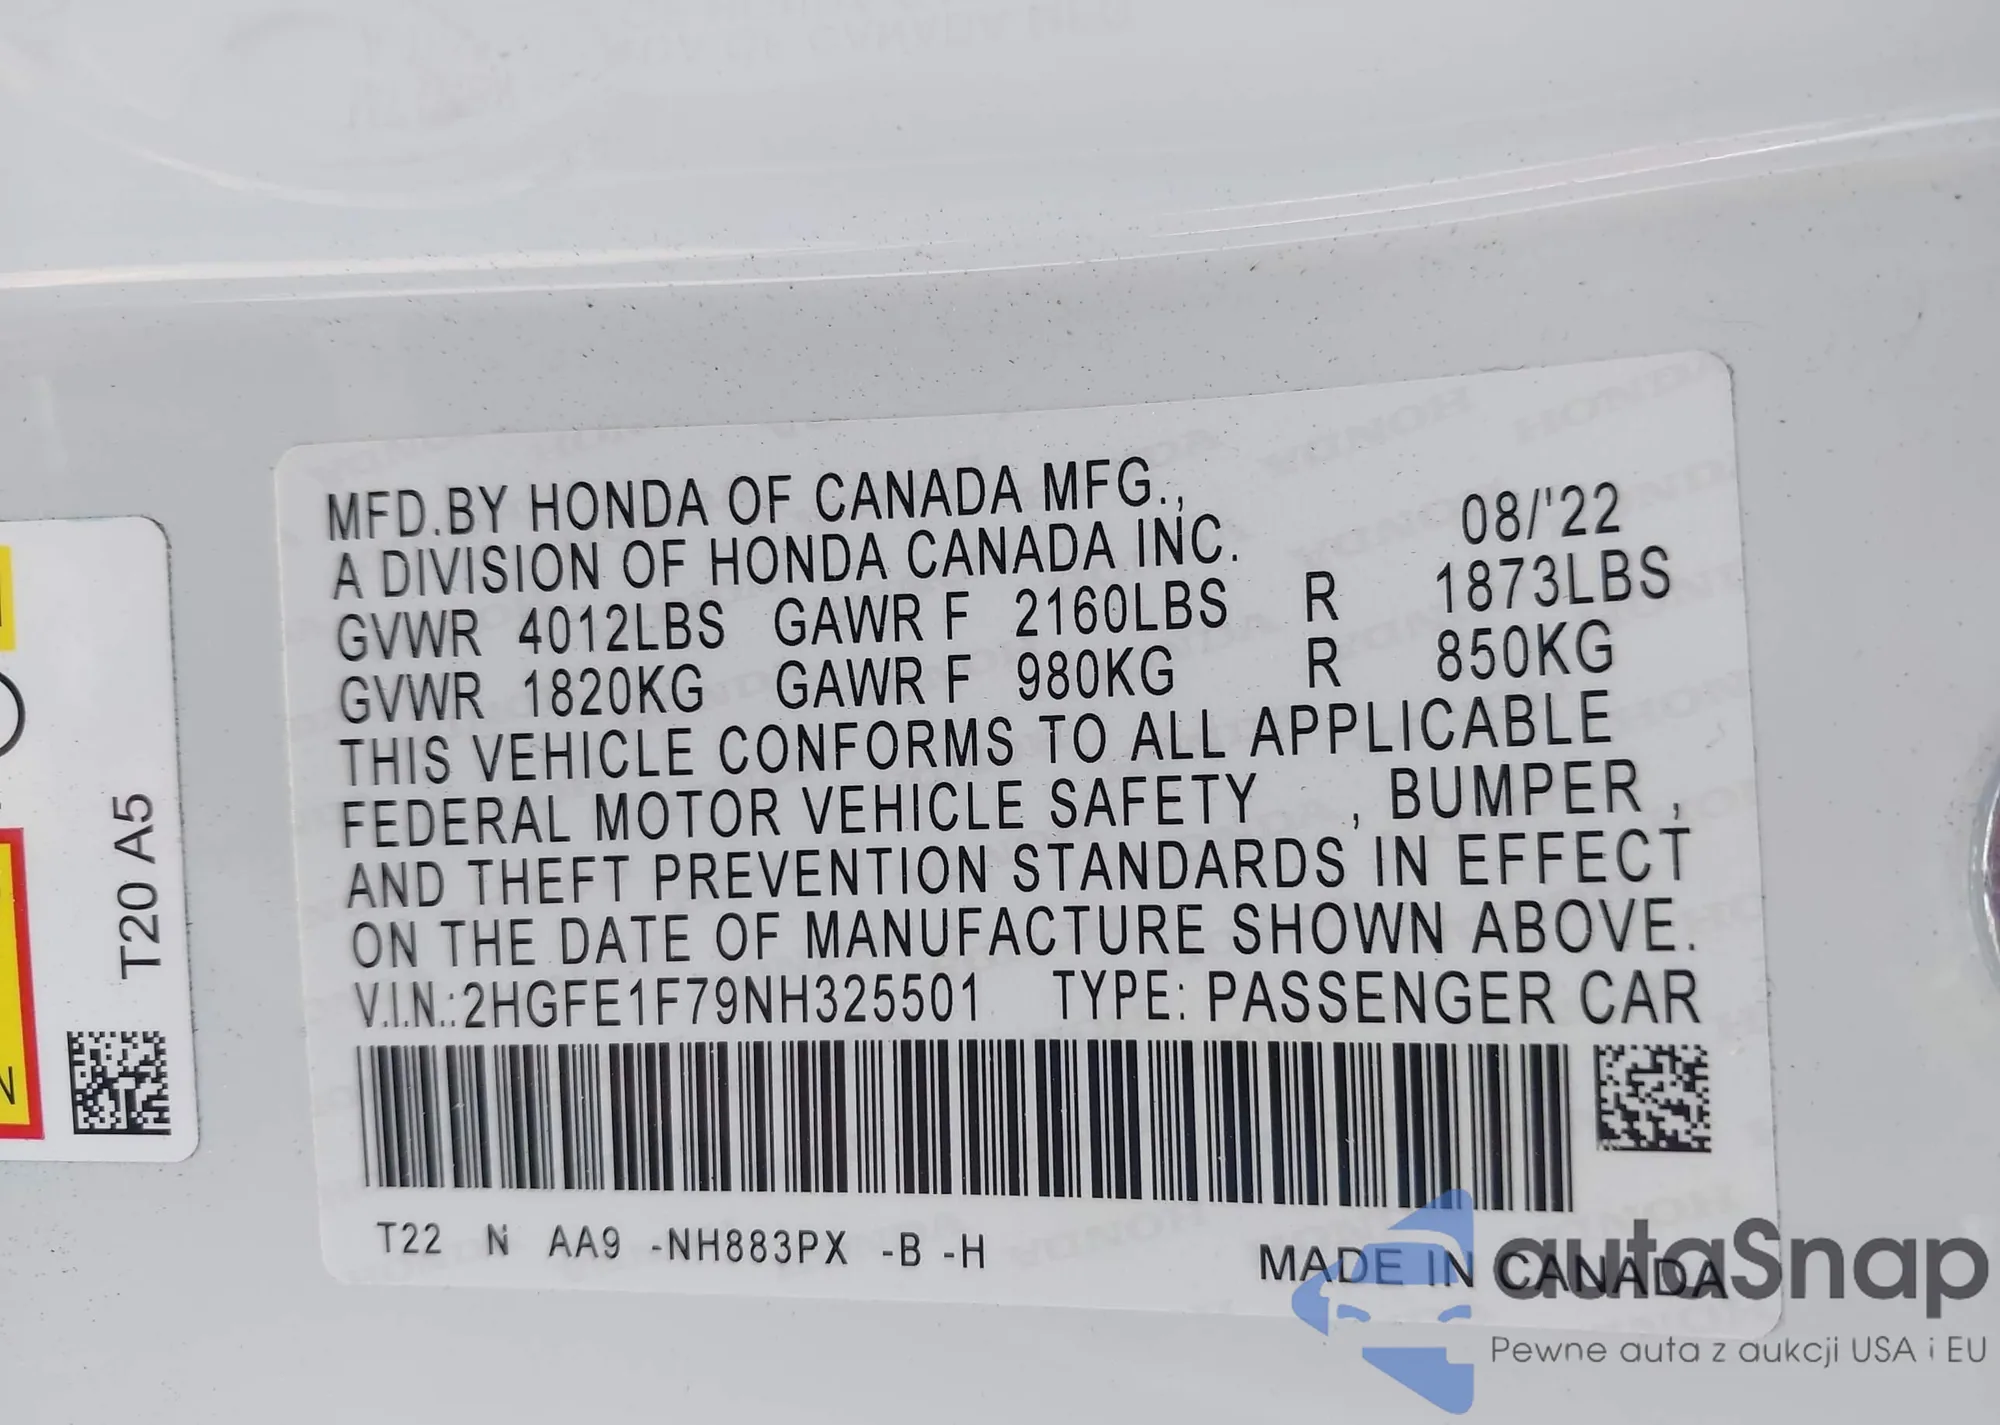 MFD.BY HONDA OF CANADA MFG.,
A DIVISION OF HONDA CANADA INC. 08/'22
GVWR 4012LBS GAWR F 2160LBS R 1873LBS
GVWR 1820KG GAWR F 980KG R 850KG
THIS VEHICLE CONFORMS TO ALL APPLICABLE
FEDERAL MOTOR VEHICLE SAFETY , BUMPER ,
AND THEFT PREVENTION STANDARDS IN EFFECT
ON THE DATE OF MANUFACTURE SHOWN ABOVE.
V.I.N.:2HGFE1F79NH325501 TYPE: PASSENGER CAR
T22 N AA9 -NH883PX -B -H
MADE IN CANADA
T20 A5
N
autoSnap
Pewne auta z aukcji USA i EU